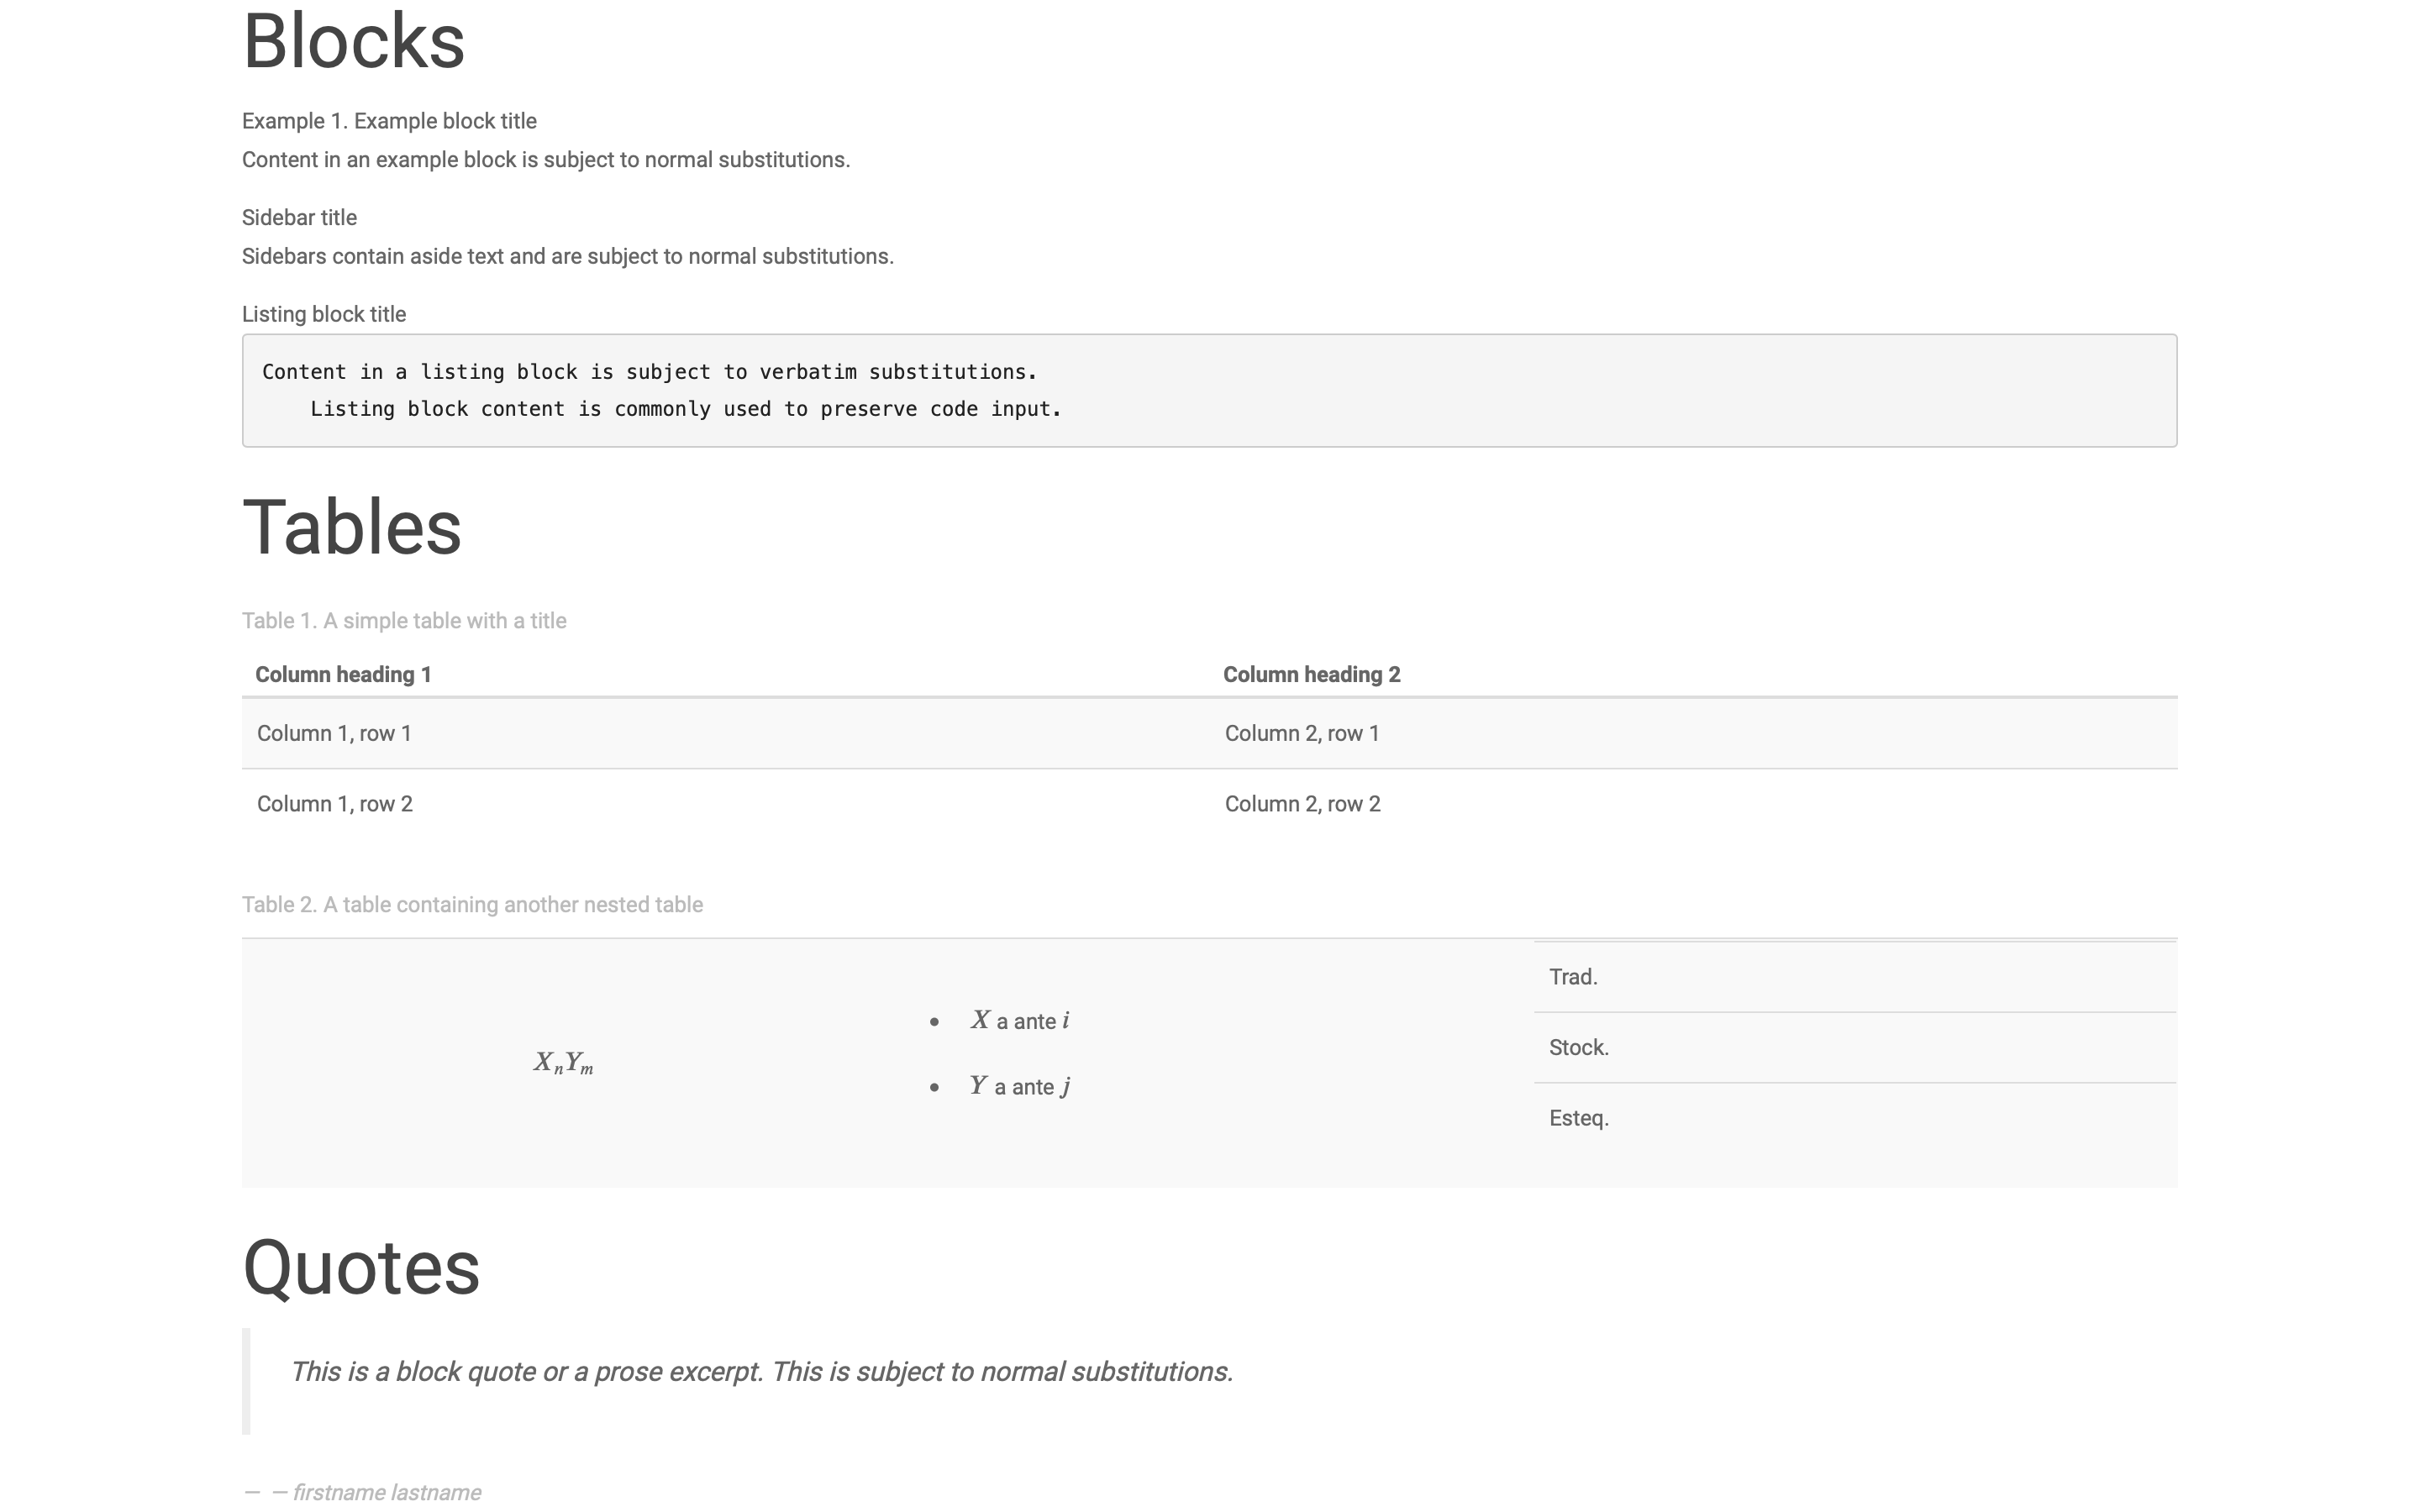 Blocks
Example 1. Example block title
Content in an example block is subject to normal substitutions.
Sidebar title
Sidebars contain aside text and are subject to normal substitutions.
Listing block title
Content in a listing block is subject to verbatim substitutions.
    Listing block content is commonly used to preserve code input.
Tables
Table 1. A simple table with a title
Column heading 1 Column heading 2
Column 1, row 1 Column 2, row 1
Column 1, row 2 Column 2, row 2
Table 2. A table containing another nested table
XₙYₘ
• X a ante i
• Y a ante j
Trad.
Stock.
Esteq.
Quotes
This is a block quote or a prose excerpt. This is subject to normal substitutions.
— — firstname lastname